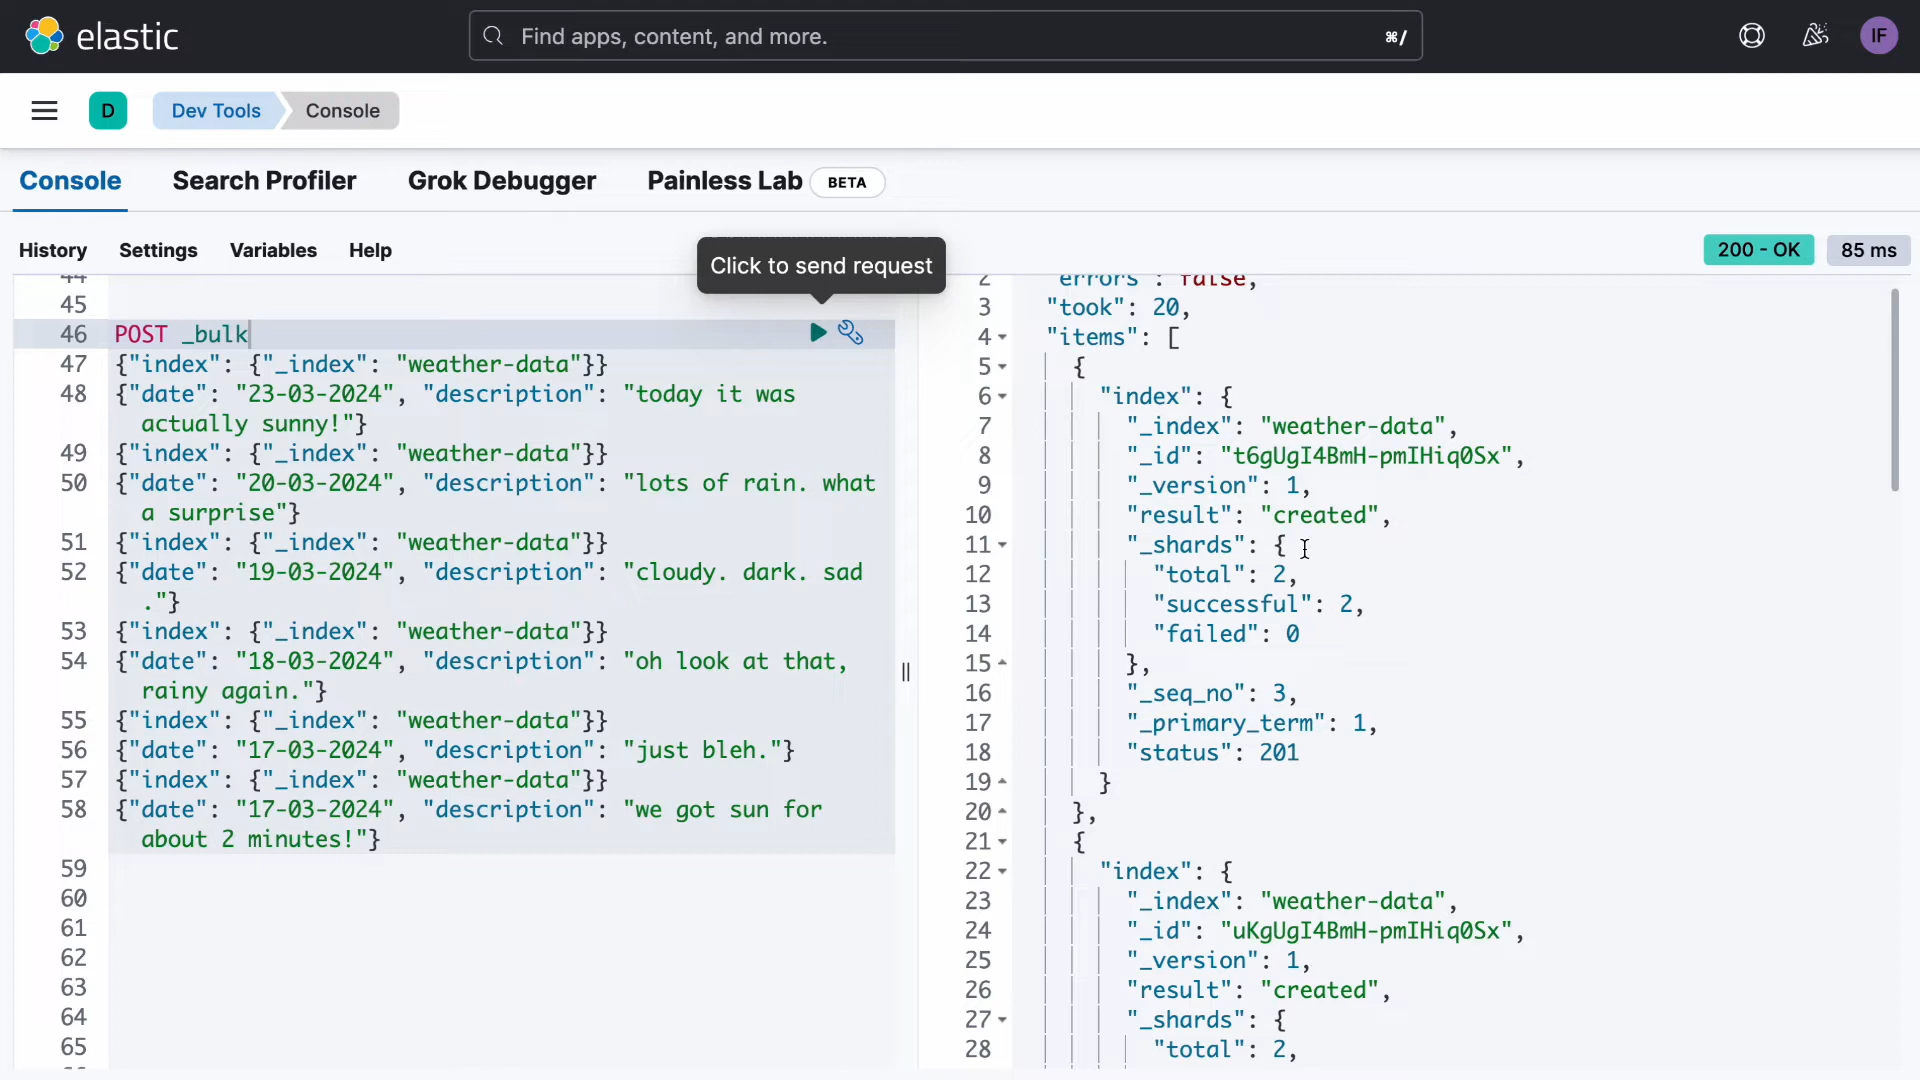 elastic
Find apps, content, and more.
⌘/
IF
D
Dev Tools
Console
Console
Search Profiler
Grok Debugger
Painless Lab
BETA
History
Settings
Variables
Help
Click to send request
200 - OK
85 ms
44
45
46 POST _bulk
47 {"index": {"_index": "weather-data"}}
48 {"date": "23-03-2024", "description": "today it was
actually sunny!"}
49 {"index": {"_index": "weather-data"}}
50 {"date": "20-03-2024", "description": "lots of rain. what
a surprise"}
51 {"index": {"_index": "weather-data"}}
52 {"date": "19-03-2024", "description": "cloudy. dark. sad
."}
53 {"index": {"_index": "weather-data"}}
54 {"date": "18-03-2024", "description": "oh look at that,
rainy again."}
55 {"index": {"_index": "weather-data"}}
56 {"date": "17-03-2024", "description": "just bleh."}
57 {"index": {"_index": "weather-data"}}
58 {"date": "17-03-2024", "description": "we got sun for
about 2 minutes!"}
59
60
61
62
63
64
65
2 "errors": false,
3 "took": 20,
4 "items": [
5 {
6 "index": {
7 "_index": "weather-data",
8 "_id": "t6gUgI4BmH-pmIHiq0Sx",
9 "_version": 1,
10 "result": "created",
11 "_shards": {
12 "total": 2,
13 "successful": 2,
14 "failed": 0
15 },
16 "_seq_no": 3,
17 "_primary_term": 1,
18 "status": 201
19 }
20 },
21 {
22 "index": {
23 "_index": "weather-data",
24 "_id": "uKgUgI4BmH-pmIHiq0Sx",
25 "_version": 1,
26 "result": "created",
27 "_shards": {
28 "total": 2,